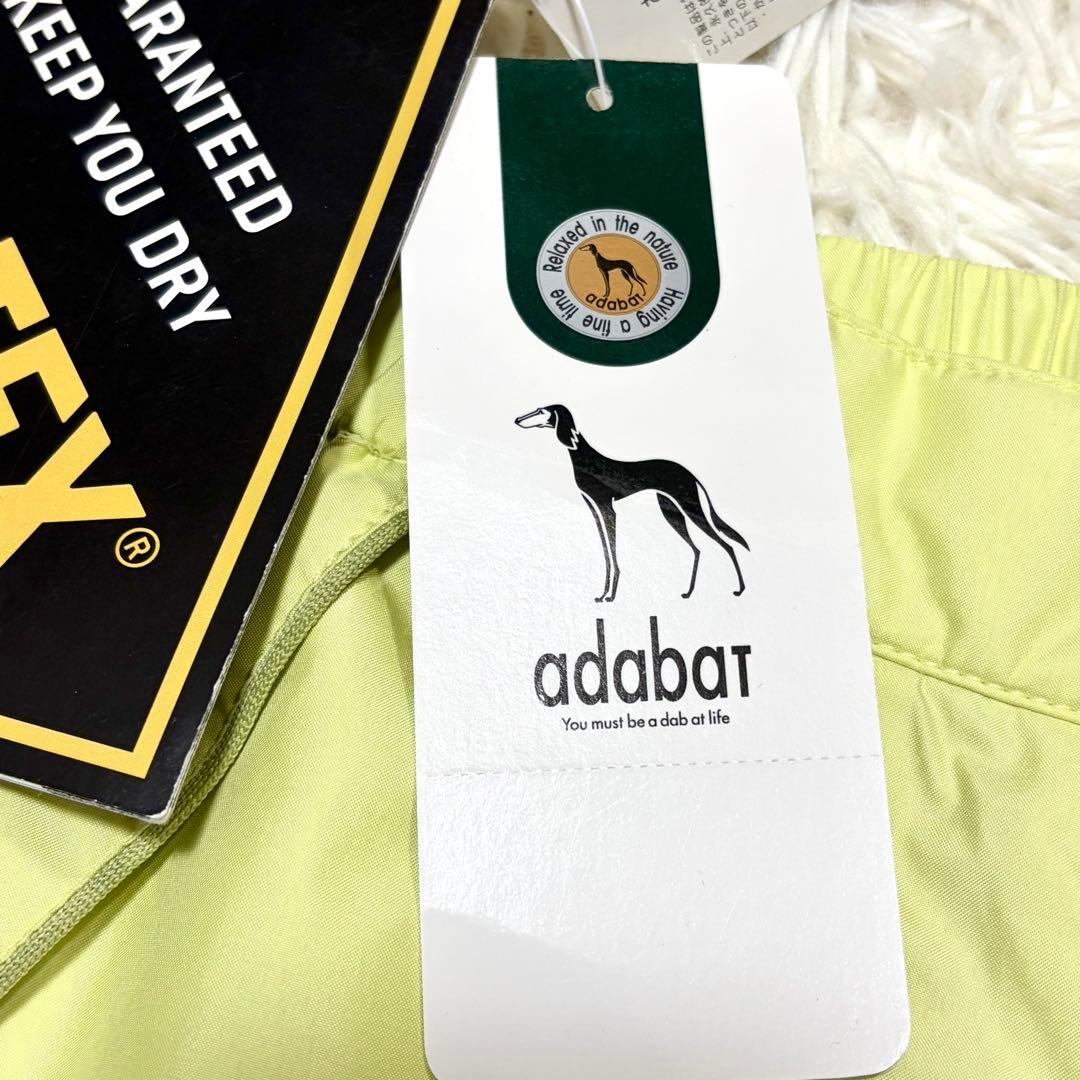 ARANTEED
KEEP YOU DRY
TEX®
Relaxed in the nature
Having a fine time
adabat
adabat
You must be a dab at life